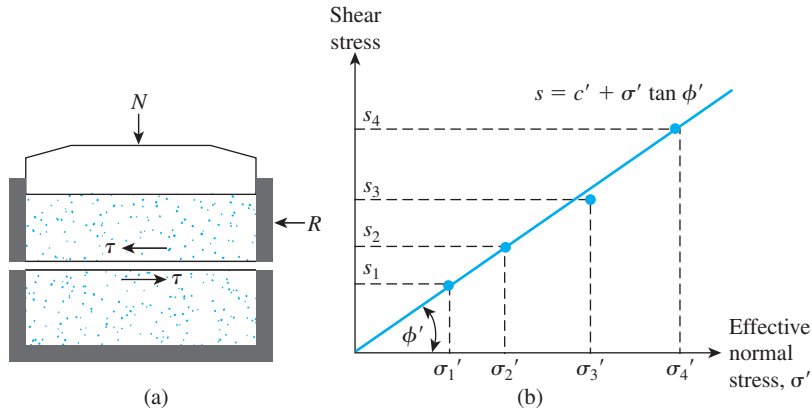 N
R
τ
τ
(a)
Shear
stress
s = c′ + σ′ tan ϕ′
s₄
s₃
s₂
s₁
ϕ′
σ₁′
σ₂′
σ₃′
σ₄′
Effective
normal
stress, σ′
(b)